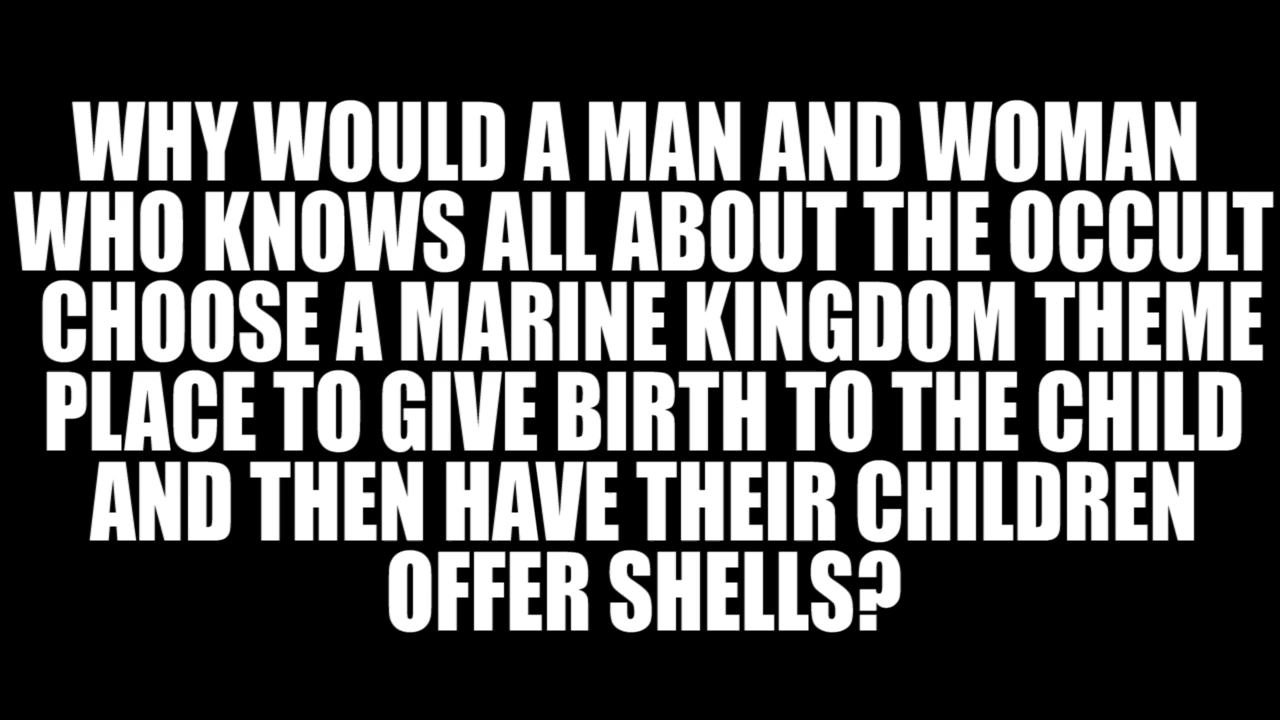 WHY WOULD A MAN AND WOMAN
WHO KNOWS ALL ABOUT THE OCCULT
CHOOSE A MARINE KINGDOM THEME
PLACE TO GIVE BIRTH TO THE CHILD
AND THEN HAVE THEIR CHILDREN
OFFER SHELLS?